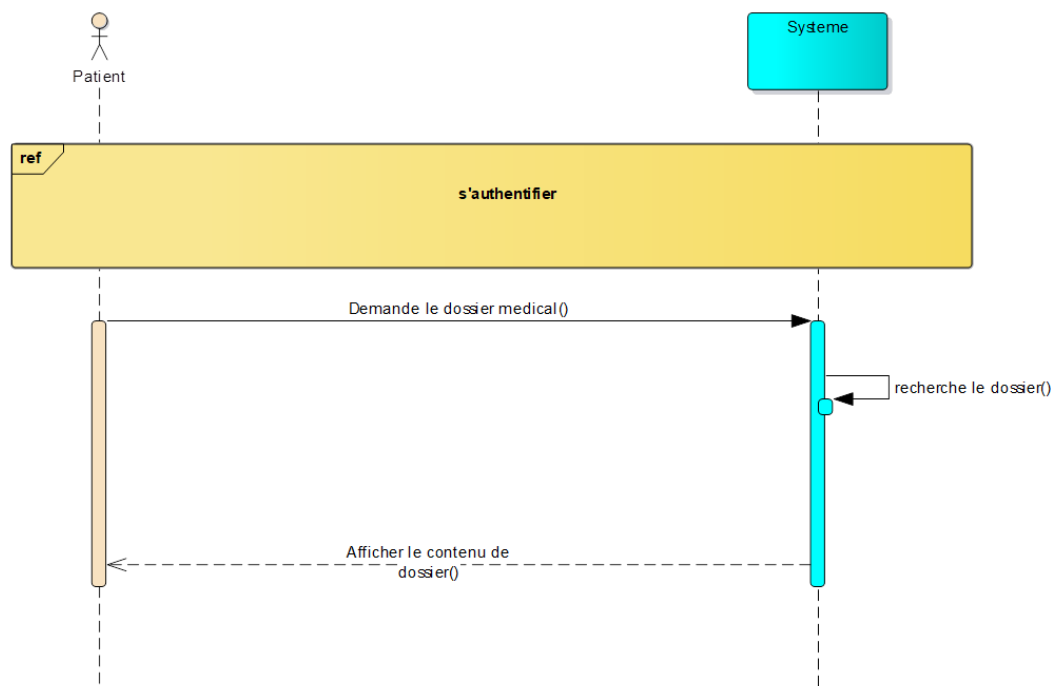 Systeme
Patient
ref
s'authentifier
Demande le dossier medical()
recherche le dossier()
Afficher le contenu de
dossier()